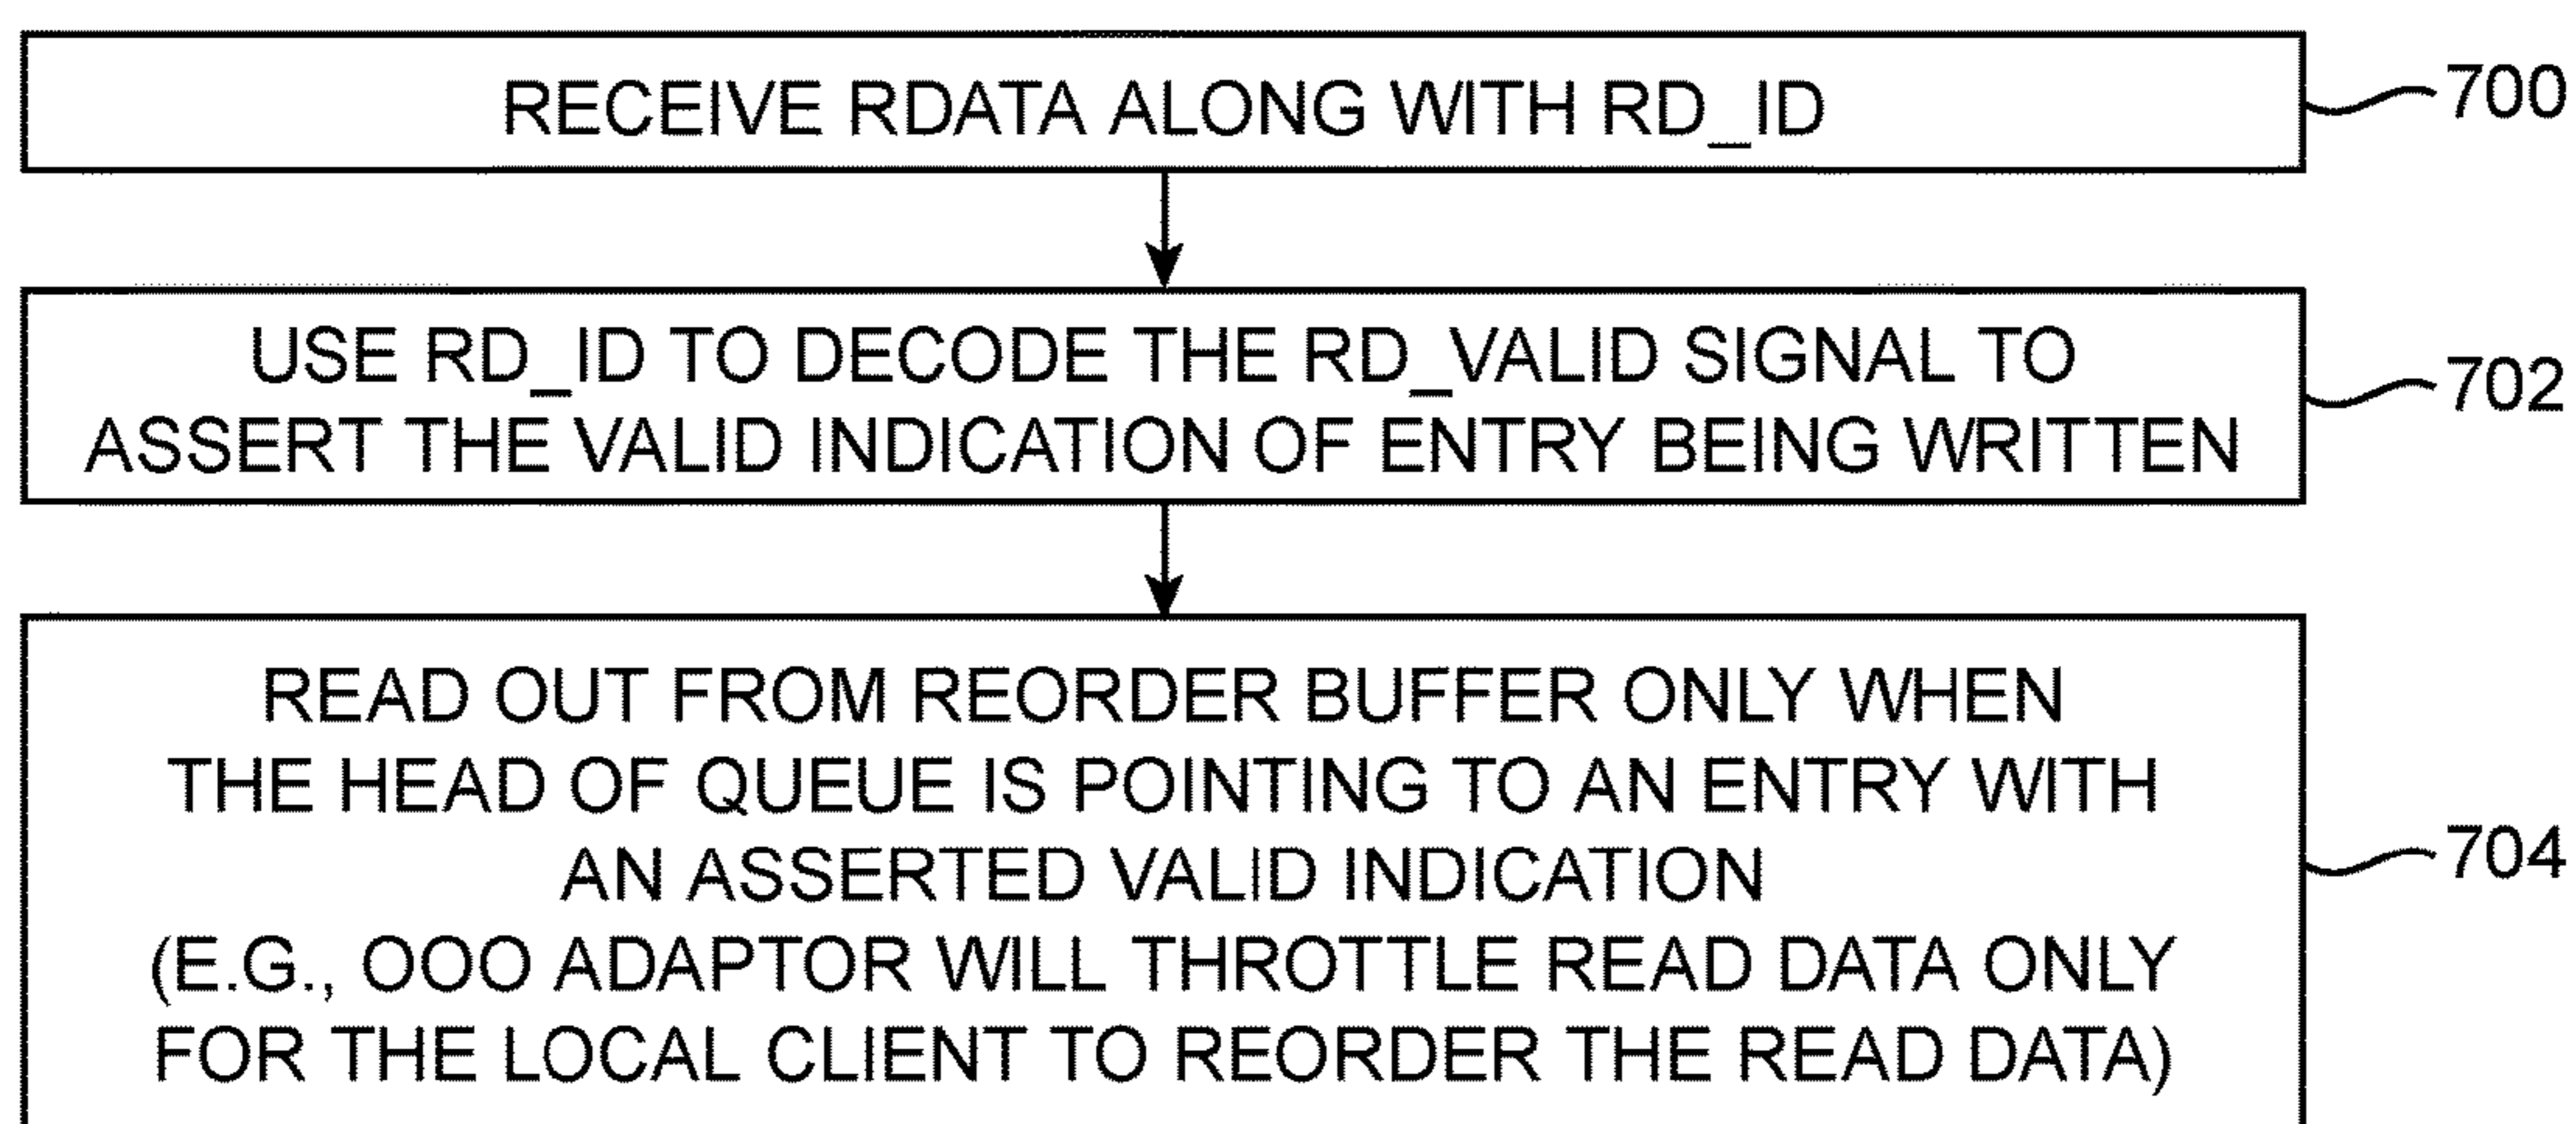 RECEIVE RDATA ALONG WITH RD_ID
700
USE RD_ID TO DECODE THE RD_VALID SIGNAL TO
ASSERT THE VALID INDICATION OF ENTRY BEING WRITTEN
702
READ OUT FROM REORDER BUFFER ONLY WHEN
THE HEAD OF QUEUE IS POINTING TO AN ENTRY WITH
AN ASSERTED VALID INDICATION
(E.G., OOO ADAPTOR WILL THROTTLE READ DATA ONLY
FOR THE LOCAL CLIENT TO REORDER THE READ DATA)
704